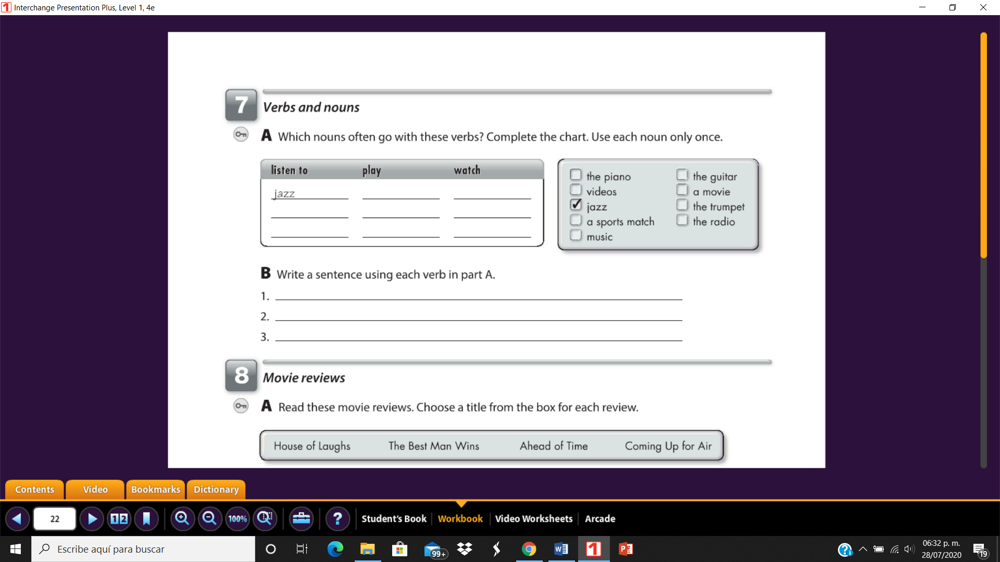 Interchange Presentation Plus, Level 1, 4e
7
Verbs and nouns
A Which nouns often go with these verbs? Complete the chart. Use each noun only once.
listen to play watch
jazz
the piano the guitar
videos a movie
jazz the trumpet
a sports match the radio
music
B Write a sentence using each verb in part A.
1.
2.
3.
8
Movie reviews
A Read these movie reviews. Choose a title from the box for each review.
House of Laughs The Best Man Wins Ahead of Time Coming Up for Air
Contents Video Bookmarks Dictionary
22 12 100% ? Student's Book Workbook Video Worksheets Arcade
Escribe aquí para buscar 99+ 06:32 p. m.
28/07/2020 19